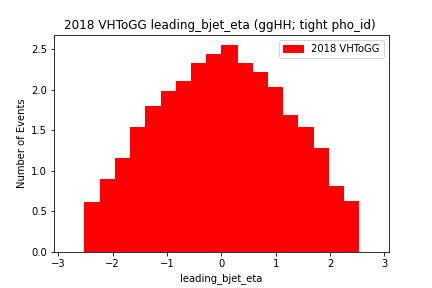 2018 VHToGG leading_bjet_eta (ggHH; tight pho_id)
2018 VHToGG
Number of Events
2.5
2.0
1.5
1.0
0.5
0.0
−3 −2 −1 0 1 2 3
leading_bjet_eta